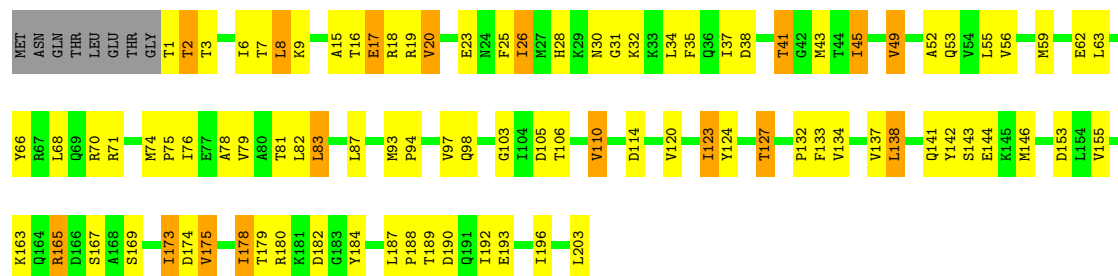 MET ASN GLN THR LEU GLU THR GLY T1 T2 T3 I6 T7 L8 K9 A15 T16 E17 R18 R19 V20 E23 N24 F25 I26 M27 H28 K29 N30 G31 K32 K33 L34 F35 Q36 I37 D38 T41 G42 M43 T44 I45 V49 A52 Q53 V54 L55 V56 M59 E62 L63
Y66 R67 L68 Q69 R70 R71 M74 P75 I76 E77 A78 V79 A80 T81 L82 L83 L87 M93 P94 V97 Q98 G103 I104 D105 T106 V110 D114 V120 I123 Y124 T127 P132 F133 V134 V137 L138 Q141 Y142 S143 E144 K145 M146 D153 L154 V155
K163 Q164 R165 D166 S167 A168 S169 I173 D174 V175 I178 T179 R180 K181 D182 G183 Y184 L187 P188 T189 D190 Q191 I192 E193 I196 L203